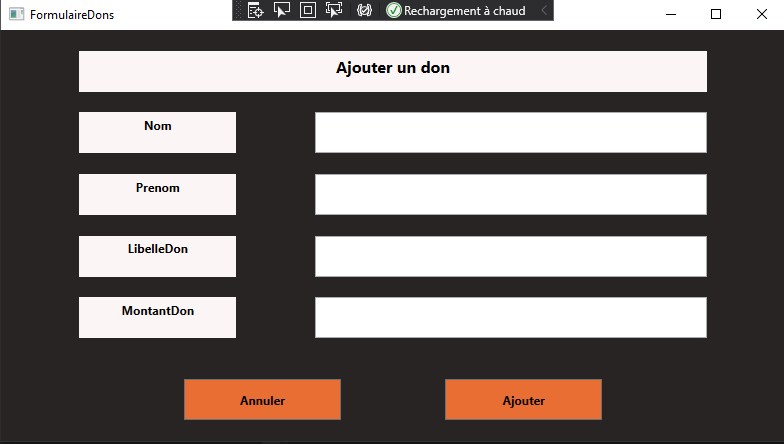 FormulaireDons
Rechargement à chaud
Ajouter un don
Nom
Prenom
LibelleDon
MontantDon
Annuler
Ajouter